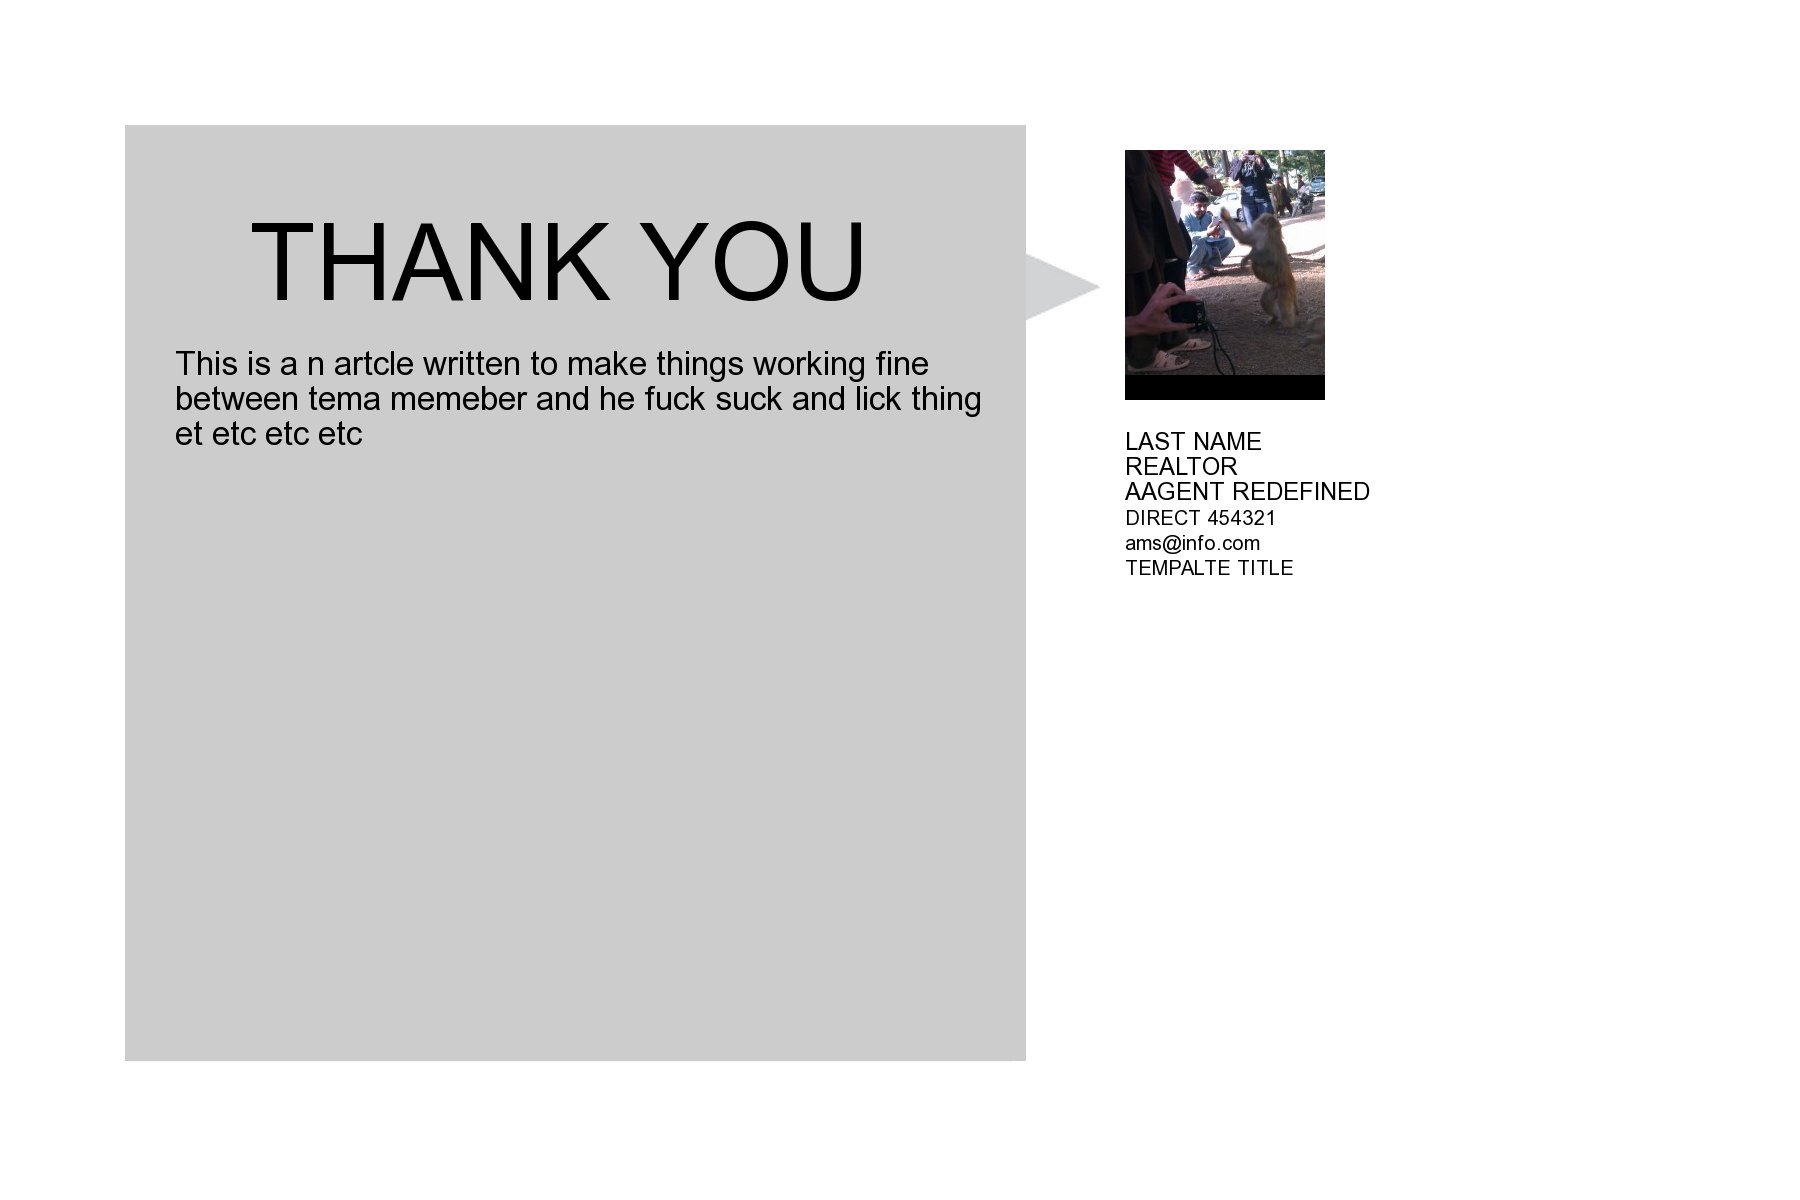 THANK YOU
This is a n artcle written to make things working fine
between tema memeber and he fuck suck and lick thing
et etc etc etc
LAST NAME
REALTOR
AAGENT REDEFINED
DIRECT 454321
ams@info.com
TEMPALTE TITLE